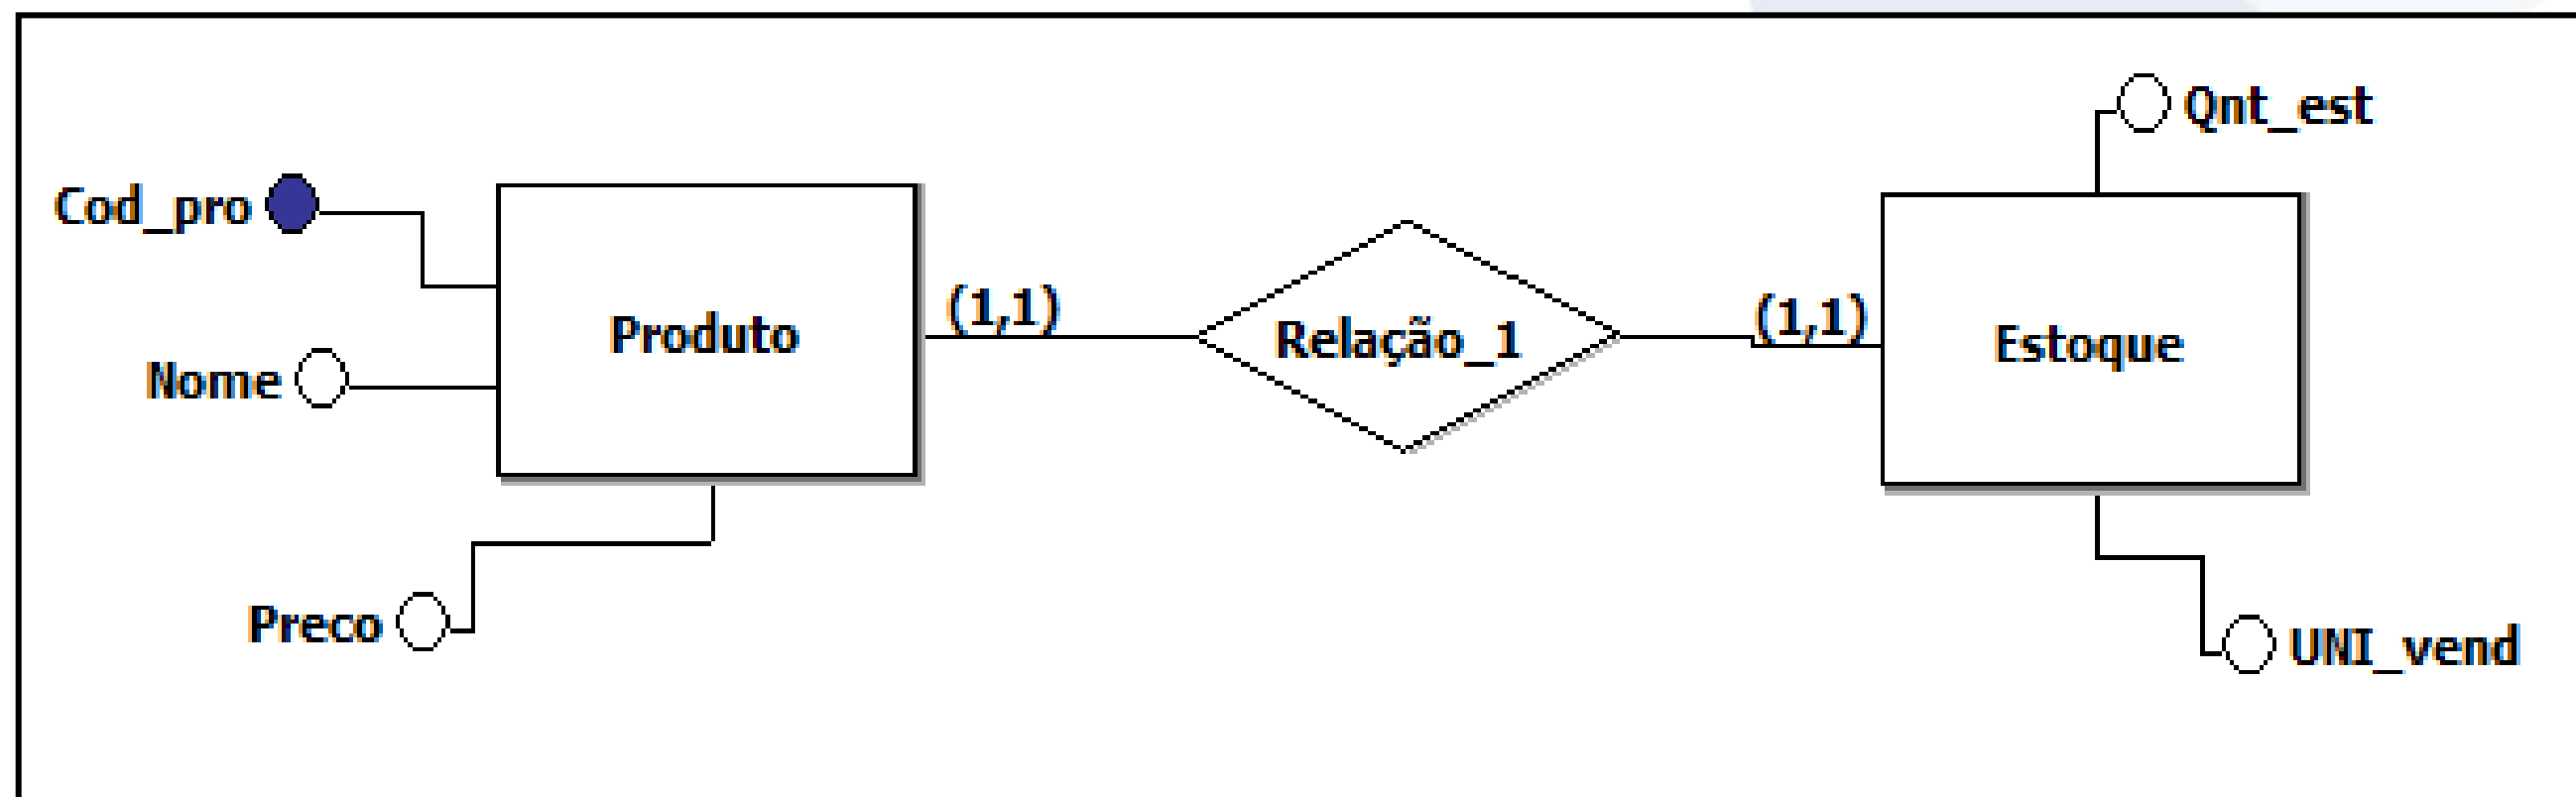 Qnt_est
Cod_pro
Produto
(1,1)
Relação_1
(1,1)
Estoque
Nome
Preco
UNI_vend